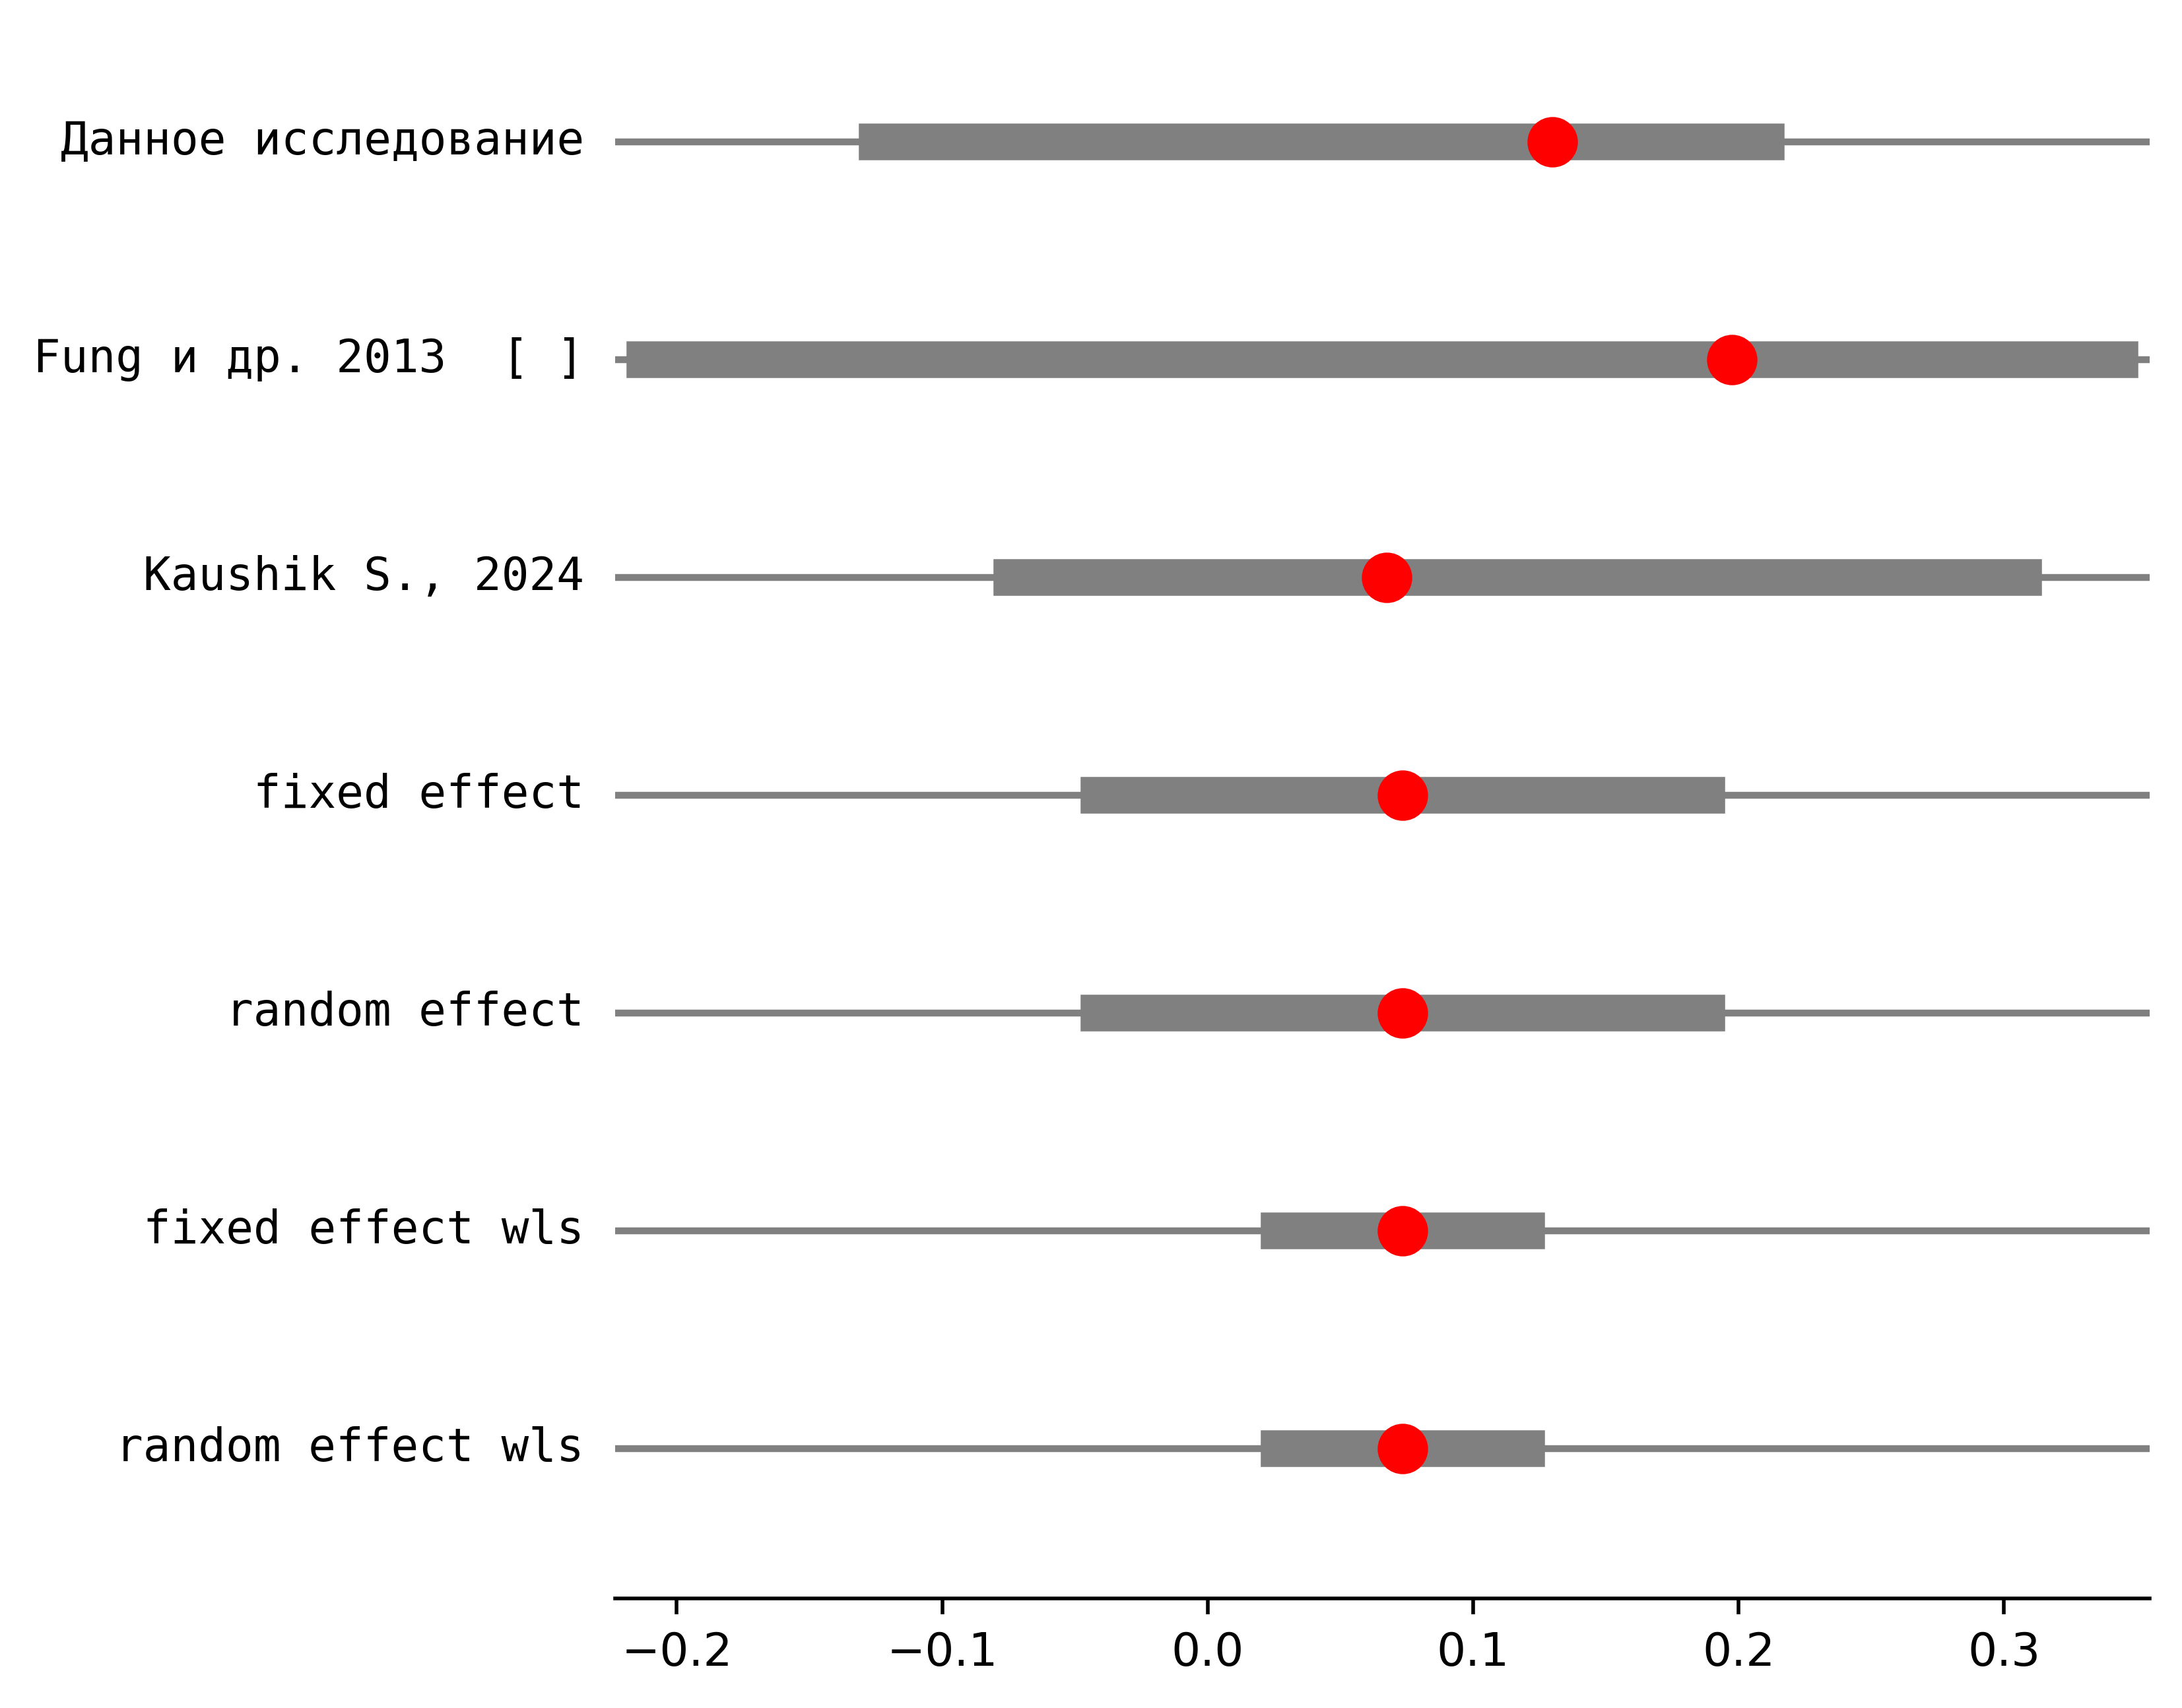 Данное исследование
Fung и др. 2013  [ ]
Kaushik S., 2024
fixed effect
random effect
fixed effect wls
random effect wls
−0.2 −0.1 0.0 0.1 0.2 0.3